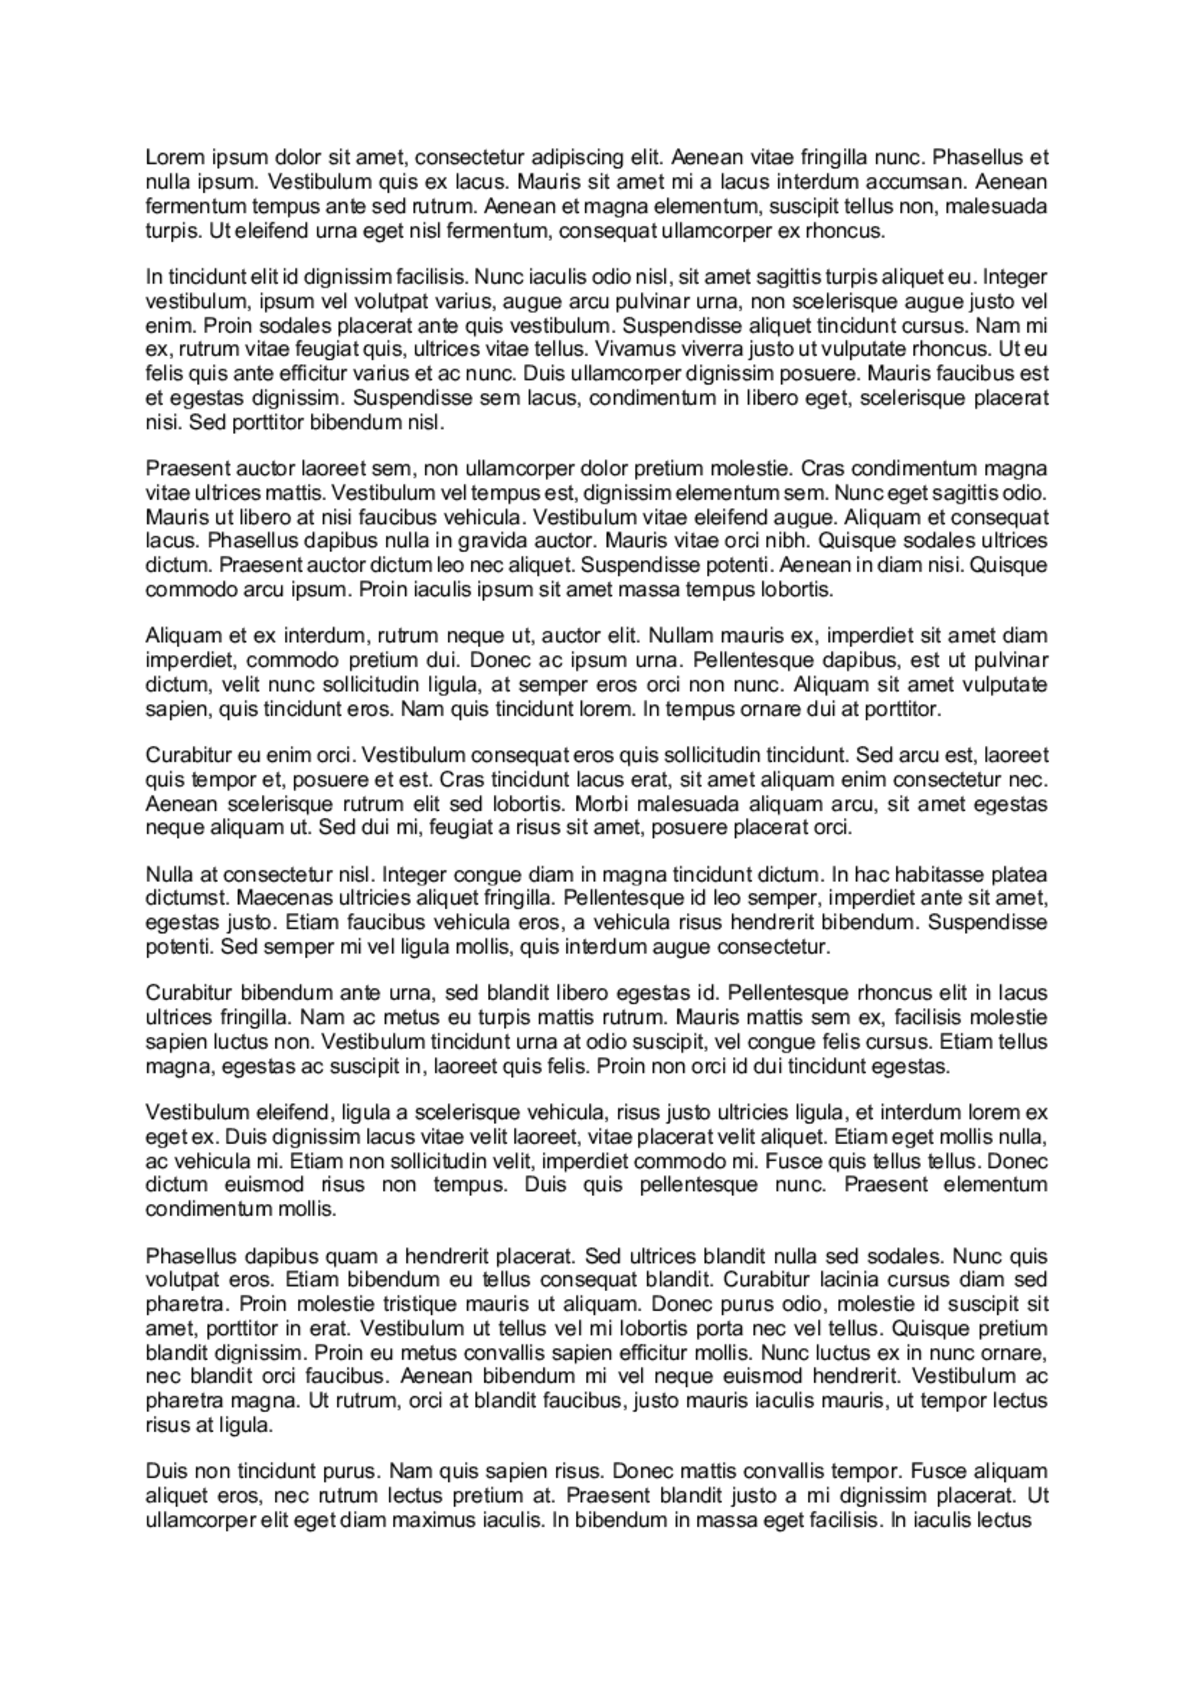 Lorem ipsum dolor sit amet, consectetur adipiscing elit. Aenean vitae fringilla nunc. Phasellus et
nulla ipsum. Vestibulum quis ex lacus. Mauris sit amet mi a lacus interdum accumsan. Aenean
fermentum tempus ante sed rutrum. Aenean et magna elementum, suscipit tellus non, malesuada
turpis. Ut eleifend urna eget nisl fermentum, consequat ullamcorper ex rhoncus.
In tincidunt elit id dignissim facilisis. Nunc iaculis odio nisl, sit amet sagittis turpis aliquet eu. Integer
vestibulum, ipsum vel volutpat varius, augue arcu pulvinar urna, non scelerisque augue justo vel
enim. Proin sodales placerat ante quis vestibulum. Suspendisse aliquet tincidunt cursus. Nam mi
ex, rutrum vitae feugiat quis, ultrices vitae tellus. Vivamus viverra justo ut vulputate rhoncus. Ut eu
felis quis ante efficitur varius et ac nunc. Duis ullamcorper dignissim posuere. Mauris faucibus est
et egestas dignissim. Suspendisse sem lacus, condimentum in libero eget, scelerisque placerat
nisi. Sed porttitor bibendum nisl.
Praesent auctor laoreet sem, non ullamcorper dolor pretium molestie. Cras condimentum magna
vitae ultrices mattis. Vestibulum vel tempus est, dignissim elementum sem. Nunc eget sagittis odio.
Mauris ut libero at nisi faucibus vehicula. Vestibulum vitae eleifend augue. Aliquam et consequat
lacus. Phasellus dapibus nulla in gravida auctor. Mauris vitae orci nibh. Quisque sodales ultrices
dictum. Praesent auctor dictum leo nec aliquet. Suspendisse potenti. Aenean in diam nisi. Quisque
commodo arcu ipsum. Proin iaculis ipsum sit amet massa tempus lobortis.
Aliquam et ex interdum, rutrum neque ut, auctor elit. Nullam mauris ex, imperdiet sit amet diam
imperdiet, commodo pretium dui. Donec ac ipsum urna. Pellentesque dapibus, est ut pulvinar
dictum, velit nunc sollicitudin ligula, at semper eros orci non nunc. Aliquam sit amet vulputate
sapien, quis tincidunt eros. Nam quis tincidunt lorem. In tempus ornare dui at porttitor.
Curabitur eu enim orci. Vestibulum consequat eros quis sollicitudin tincidunt. Sed arcu est, laoreet
quis tempor et, posuere et est. Cras tincidunt lacus erat, sit amet aliquam enim consectetur nec.
Aenean scelerisque rutrum elit sed lobortis. Morbi malesuada aliquam arcu, sit amet egestas
neque aliquam ut. Sed dui mi, feugiat a risus sit amet, posuere placerat orci.
Nulla at consectetur nisl. Integer congue diam in magna tincidunt dictum. In hac habitasse platea
dictumst. Maecenas ultricies aliquet fringilla. Pellentesque id leo semper, imperdiet ante sit amet,
egestas justo. Etiam faucibus vehicula eros, a vehicula risus hendrerit bibendum. Suspendisse
potenti. Sed semper mi vel ligula mollis, quis interdum augue consectetur.
Curabitur bibendum ante urna, sed blandit libero egestas id. Pellentesque rhoncus elit in lacus
ultrices fringilla. Nam ac metus eu turpis mattis rutrum. Mauris mattis sem ex, facilisis molestie
sapien luctus non. Vestibulum tincidunt urna at odio suscipit, vel congue felis cursus. Etiam tellus
magna, egestas ac suscipit in, laoreet quis felis. Proin non orci id dui tincidunt egestas.
Vestibulum eleifend, ligula a scelerisque vehicula, risus justo ultricies ligula, et interdum lorem ex
eget ex. Duis dignissim lacus vitae velit laoreet, vitae placerat velit aliquet. Etiam eget mollis nulla,
ac vehicula mi. Etiam non sollicitudin velit, imperdiet commodo mi. Fusce quis tellus tellus. Donec
dictum euismod risus non tempus. Duis quis pellentesque nunc. Praesent elementum
condimentum mollis.
Phasellus dapibus quam a hendrerit placerat. Sed ultrices blandit nulla sed sodales. Nunc quis
volutpat eros. Etiam bibendum eu tellus consequat blandit. Curabitur lacinia cursus diam sed
pharetra. Proin molestie tristique mauris ut aliquam. Donec purus odio, molestie id suscipit sit
amet, porttitor in erat. Vestibulum ut tellus vel mi lobortis porta nec vel tellus. Quisque pretium
blandit dignissim. Proin eu metus convallis sapien efficitur mollis. Nunc luctus ex in nunc ornare,
nec blandit orci faucibus. Aenean bibendum mi vel neque euismod hendrerit. Vestibulum ac
pharetra magna. Ut rutrum, orci at blandit faucibus, justo mauris iaculis mauris, ut tempor lectus
risus at ligula.
Duis non tincidunt purus. Nam quis sapien risus. Donec mattis convallis tempor. Fusce aliquam
aliquet eros, nec rutrum lectus pretium at. Praesent blandit justo a mi dignissim placerat. Ut
ullamcorper elit eget diam maximus iaculis. In bibendum in massa eget facilisis. In iaculis lectus